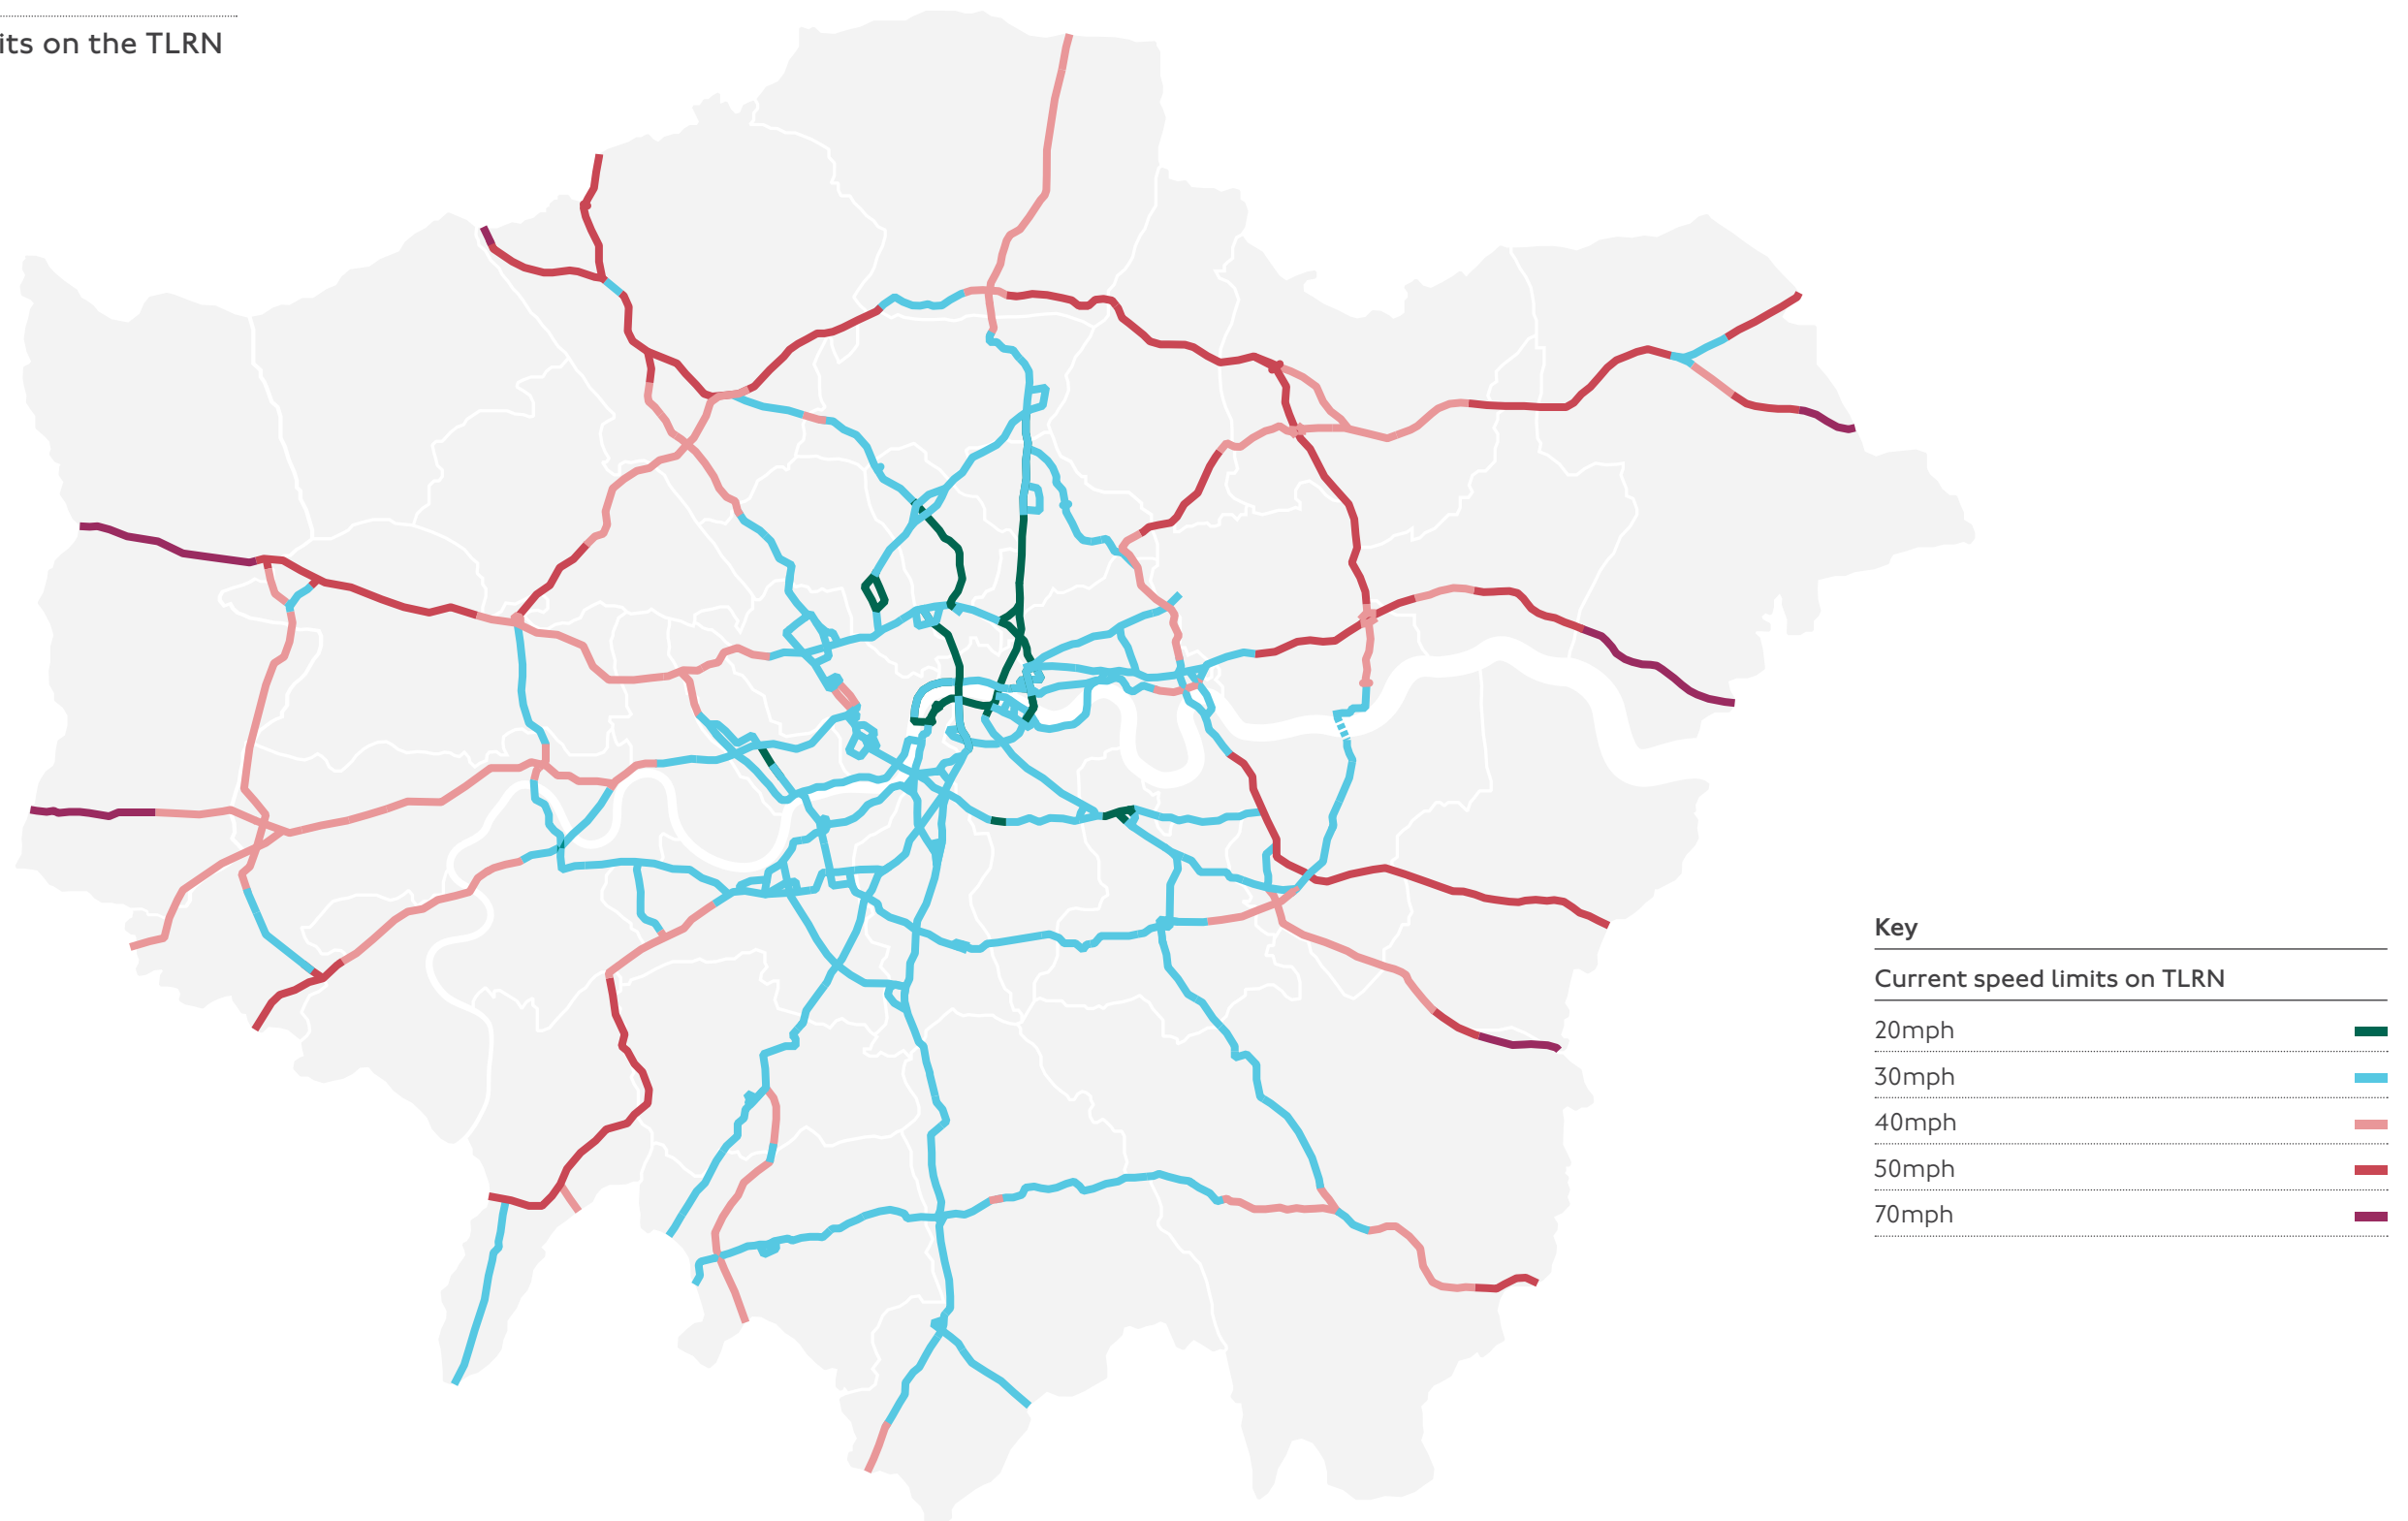 its on the TLRN
Key
Current speed limits on TLRN
20mph
30mph
40mph
50mph
70mph